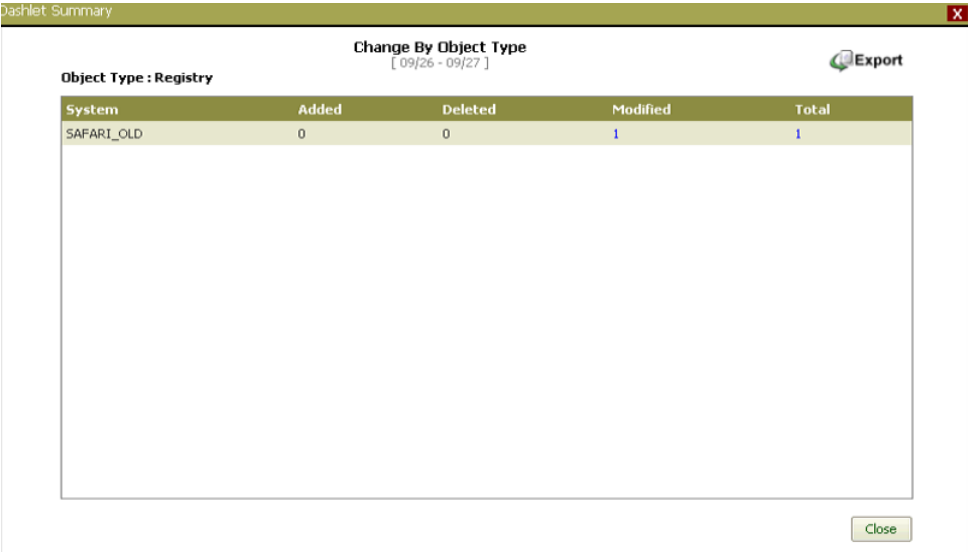 Dashlet Summary
X
Change By Object Type
[ 09/26 - 09/27 ]
Export
Object Type : Registry
System Added Deleted Modified Total
SAFARI_OLD 0 0 1 1
Close